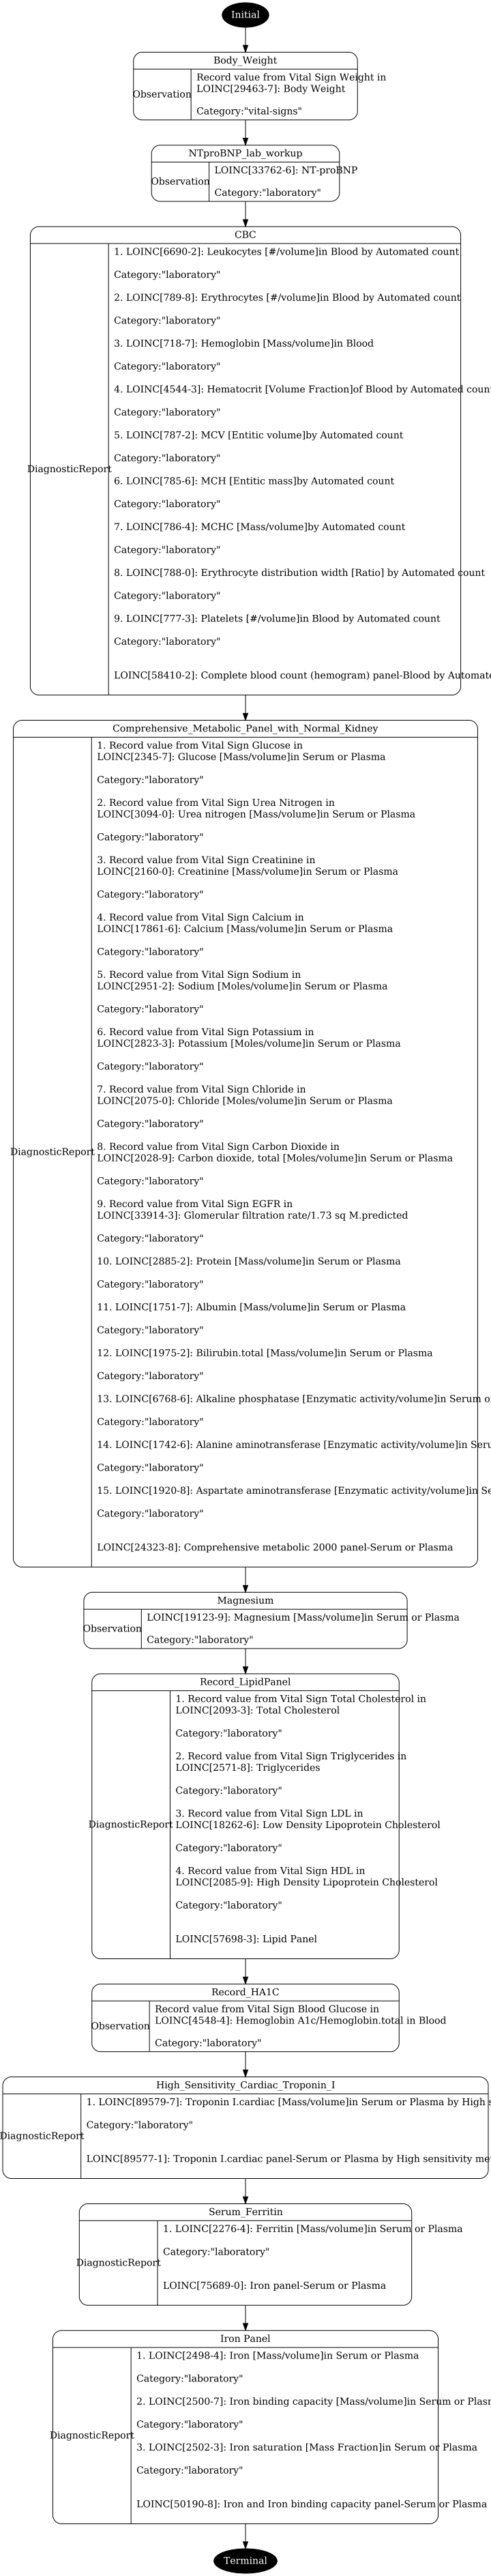 Initial
Body_Weight
Observation
Record value from Vital Sign Weight in
LOINC[29463-7]: Body Weight
Category:"vital-signs"
NTproBNP_lab_workup
Observation
LOINC[33762-6]: NT-proBNP
Category:"laboratory"
CBC
DiagnosticReport
1. LOINC[6690-2]: Leukocytes [#/volume]in Blood by Automated count
Category:"laboratory"
2. LOINC[789-8]: Erythrocytes [#/volume]in Blood by Automated count
Category:"laboratory"
3. LOINC[718-7]: Hemoglobin [Mass/volume]in Blood
Category:"laboratory"
4. LOINC[4544-3]: Hematocrit [Volume Fraction]of Blood by Automated coun
Category:"laboratory"
5. LOINC[787-2]: MCV [Entitic volume]by Automated count
Category:"laboratory"
6. LOINC[785-6]: MCH [Entitic mass]by Automated count
Category:"laboratory"
7. LOINC[786-4]: MCHC [Mass/volume]by Automated count
Category:"laboratory"
8. LOINC[788-0]: Erythrocyte distribution width [Ratio] by Automated count
Category:"laboratory"
9. LOINC[777-3]: Platelets [#/volume]in Blood by Automated count
Category:"laboratory"
LOINC[58410-2]: Complete blood count (hemogram) panel-Blood by Automate
Comprehensive_Metabolic_Panel_with_Normal_Kidney
DiagnosticReport
1. Record value from Vital Sign Glucose in
LOINC[2345-7]: Glucose [Mass/volume]in Serum or Plasma
Category:"laboratory"
2. Record value from Vital Sign Urea Nitrogen in
LOINC[3094-0]: Urea nitrogen [Mass/volume]in Serum or Plasma
Category:"laboratory"
3. Record value from Vital Sign Creatinine in
LOINC[2160-0]: Creatinine [Mass/volume]in Serum or Plasma
Category:"laboratory"
4. Record value from Vital Sign Calcium in
LOINC[17861-6]: Calcium [Mass/volume]in Serum or Plasma
Category:"laboratory"
5. Record value from Vital Sign Sodium in
LOINC[2951-2]: Sodium [Moles/volume]in Serum or Plasma
Category:"laboratory"
6. Record value from Vital Sign Potassium in
LOINC[2823-3]: Potassium [Moles/volume]in Serum or Plasma
Category:"laboratory"
7. Record value from Vital Sign Chloride in
LOINC[2075-0]: Chloride [Moles/volume]in Serum or Plasma
Category:"laboratory"
8. Record value from Vital Sign Carbon Dioxide in
LOINC[2028-9]: Carbon dioxide, total [Moles/volume]in Serum or Plasma
Category:"laboratory"
9. Record value from Vital Sign EGFR in
LOINC[33914-3]: Glomerular filtration rate/1.73 sq M.predicted
Category:"laboratory"
10. LOINC[2885-2]: Protein [Mass/volume]in Serum or Plasma
Category:"laboratory"
11. LOINC[1751-7]: Albumin [Mass/volume]in Serum or Plasma
Category:"laboratory"
12. LOINC[1975-2]: Bilirubin.total [Mass/volume]in Serum or Plasma
Category:"laboratory"
13. LOINC[6768-6]: Alkaline phosphatase [Enzymatic activity/volume]in Serum o
Category:"laboratory"
14. LOINC[1742-6]: Alanine aminotransferase [Enzymatic activity/volume]in Seru
Category:"laboratory"
15. LOINC[1920-8]: Aspartate aminotransferase [Enzymatic activity/volume]in Se
Category:"laboratory"
LOINC[24323-8]: Comprehensive metabolic 2000 panel-Serum or Plasma
Magnesium
Observation
LOINC[19123-9]: Magnesium [Mass/volume]in Serum or Plasma
Category:"laboratory"
Record_LipidPanel
DiagnosticReport
1. Record value from Vital Sign Total Cholesterol in
LOINC[2093-3]: Total Cholesterol
Category:"laboratory"
2. Record value from Vital Sign Triglycerides in
LOINC[2571-8]: Triglycerides
Category:"laboratory"
3. Record value from Vital Sign LDL in
LOINC[18262-6]: Low Density Lipoprotein Cholesterol
Category:"laboratory"
4. Record value from Vital Sign HDL in
LOINC[2085-9]: High Density Lipoprotein Cholesterol
Category:"laboratory"
LOINC[57698-3]: Lipid Panel
Record_HA1C
Observation
Record value from Vital Sign Blood Glucose in
LOINC[4548-4]: Hemoglobin A1c/Hemoglobin.total in Blood
Category:"laboratory"
High_Sensitivity_Cardiac_Troponin_I
DiagnosticReport
1. LOINC[89579-7]: Troponin I.cardiac [Mass/volume]in Serum or Plasma by High s
Category:"laboratory"
LOINC[89577-1]: Troponin I.cardiac panel-Serum or Plasma by High sensitivity me
Serum_Ferritin
DiagnosticReport
1. LOINC[2276-4]: Ferritin [Mass/volume]in Serum or Plasma
Category:"laboratory"
LOINC[75689-0]: Iron panel-Serum or Plasma
Iron Panel
DiagnosticReport
1. LOINC[2498-4]: Iron [Mass/volume]in Serum or Plasma
Category:"laboratory"
2. LOINC[2500-7]: Iron binding capacity [Mass/volume]in Serum or Plasm
Category:"laboratory"
3. LOINC[2502-3]: Iron saturation [Mass Fraction]in Serum or Plasma
Category:"laboratory"
LOINC[50190-8]: Iron and Iron binding capacity panel-Serum or Plasma
Terminal